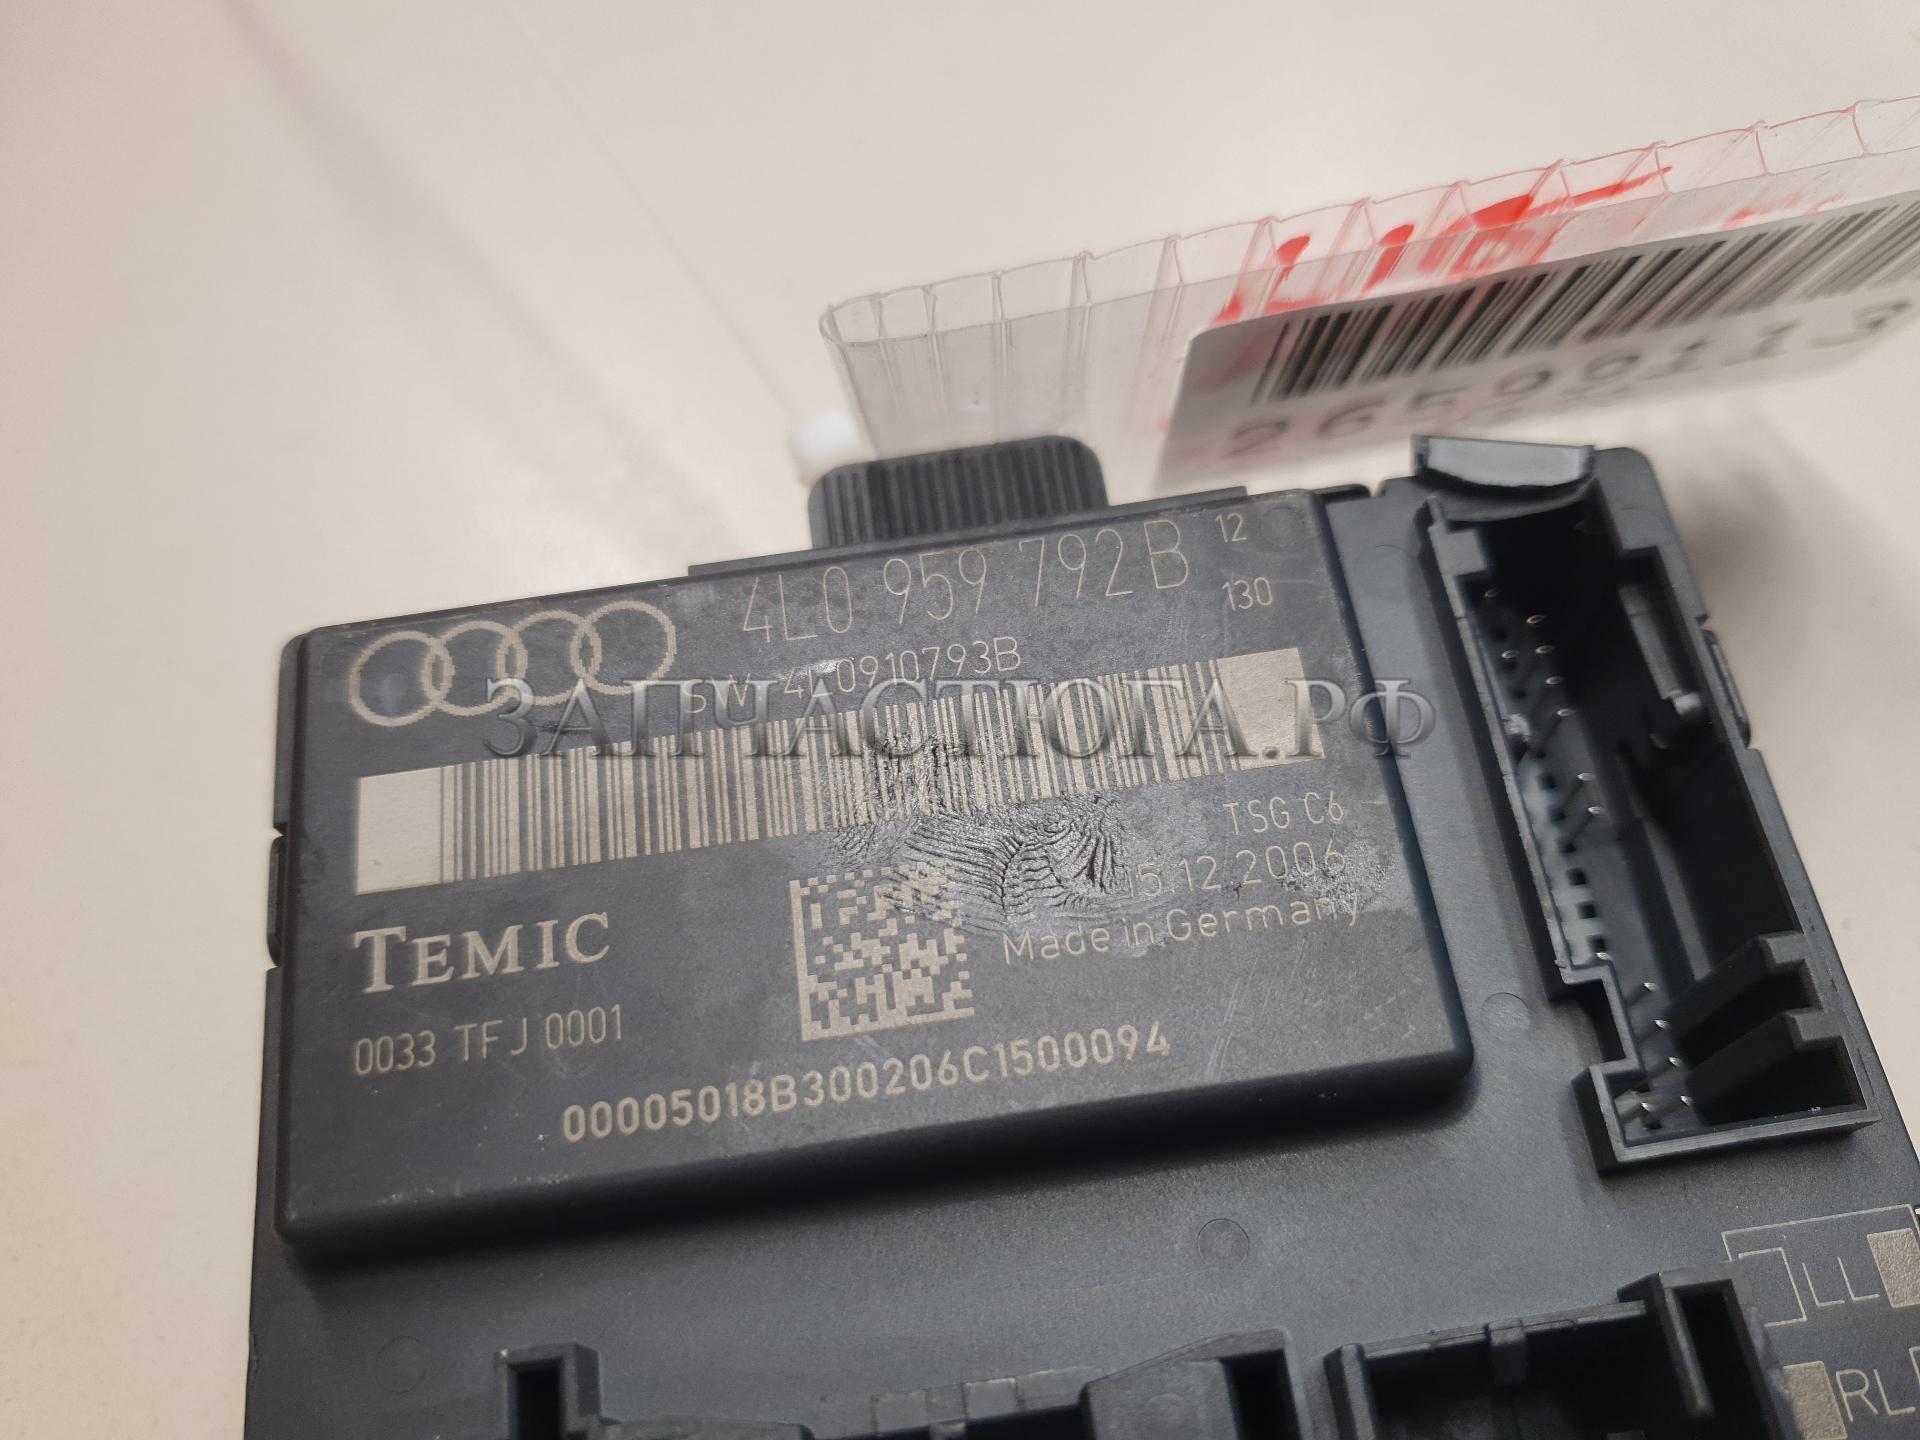 26599113
4L0 959 792 B 12
130
SW 4L0910793B
ЗАПЧАСТЮГА.РФ
TSG C6
15.12.2006
Made in Germany
TEMIC
0033 TFJ 0001
00005018B300206C1500094
LL
RL